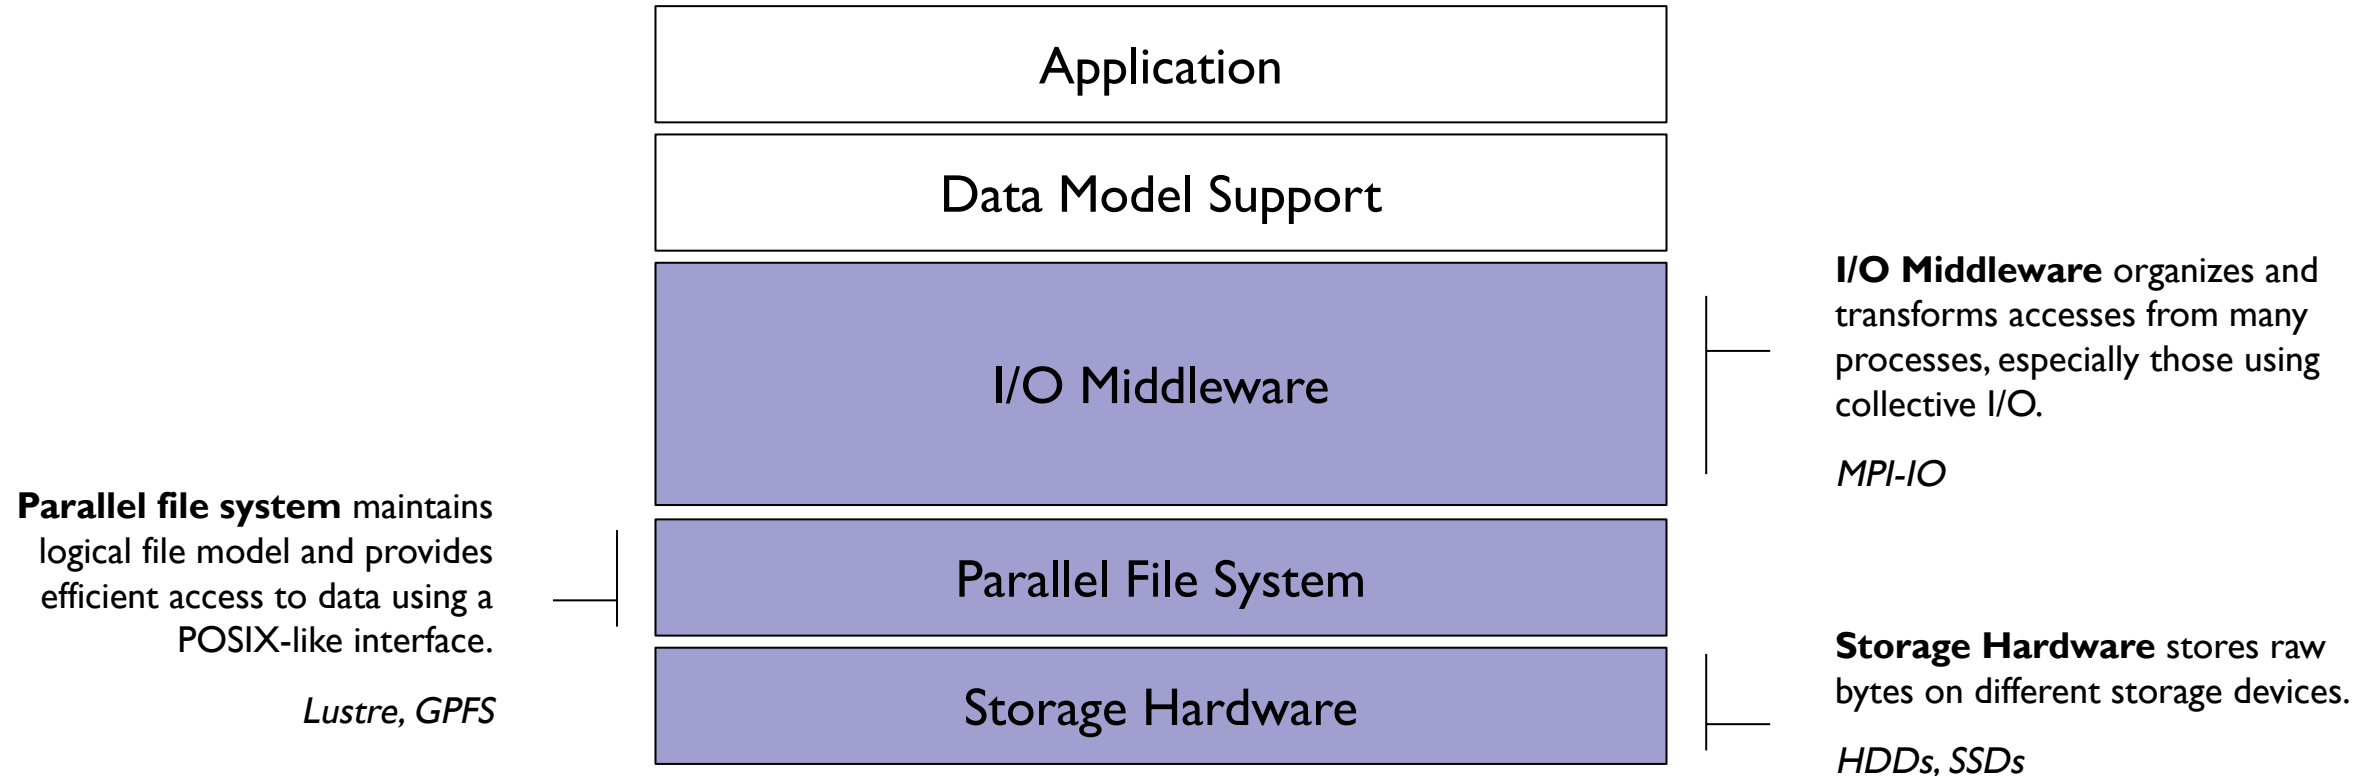 Application
Data Model Support
I/O Middleware
Parallel File System
Storage Hardware
I/O Middleware organizes and
transforms accesses from many
processes, especially those using
collective I/O.
MPI-IO
Parallel file system maintains
logical file model and provides
efficient access to data using a
POSIX-like interface.
Lustre, GPFS
Storage Hardware stores raw
bytes on different storage devices.
HDDs, SSDs